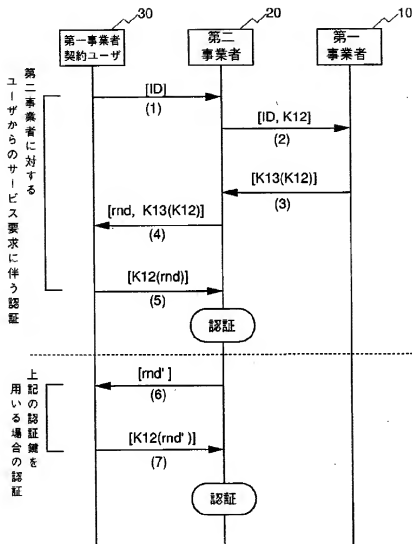 30
20
10
第一事業者
契約ユーザ
第二
事業者
第一
事業者
第二事業者に対する
ユーザからのサービス要求に伴う認証
[ID]
(1)
[ID, K12]
(2)
[K13(K12)]
(3)
[rnd, K13(K12)]
(4)
[K12(rnd)]
(5)
認証
上記の認証鍵を
用いる場合の認証
[rnd' ]
(6)
[K12(rnd' )]
(7)
認証